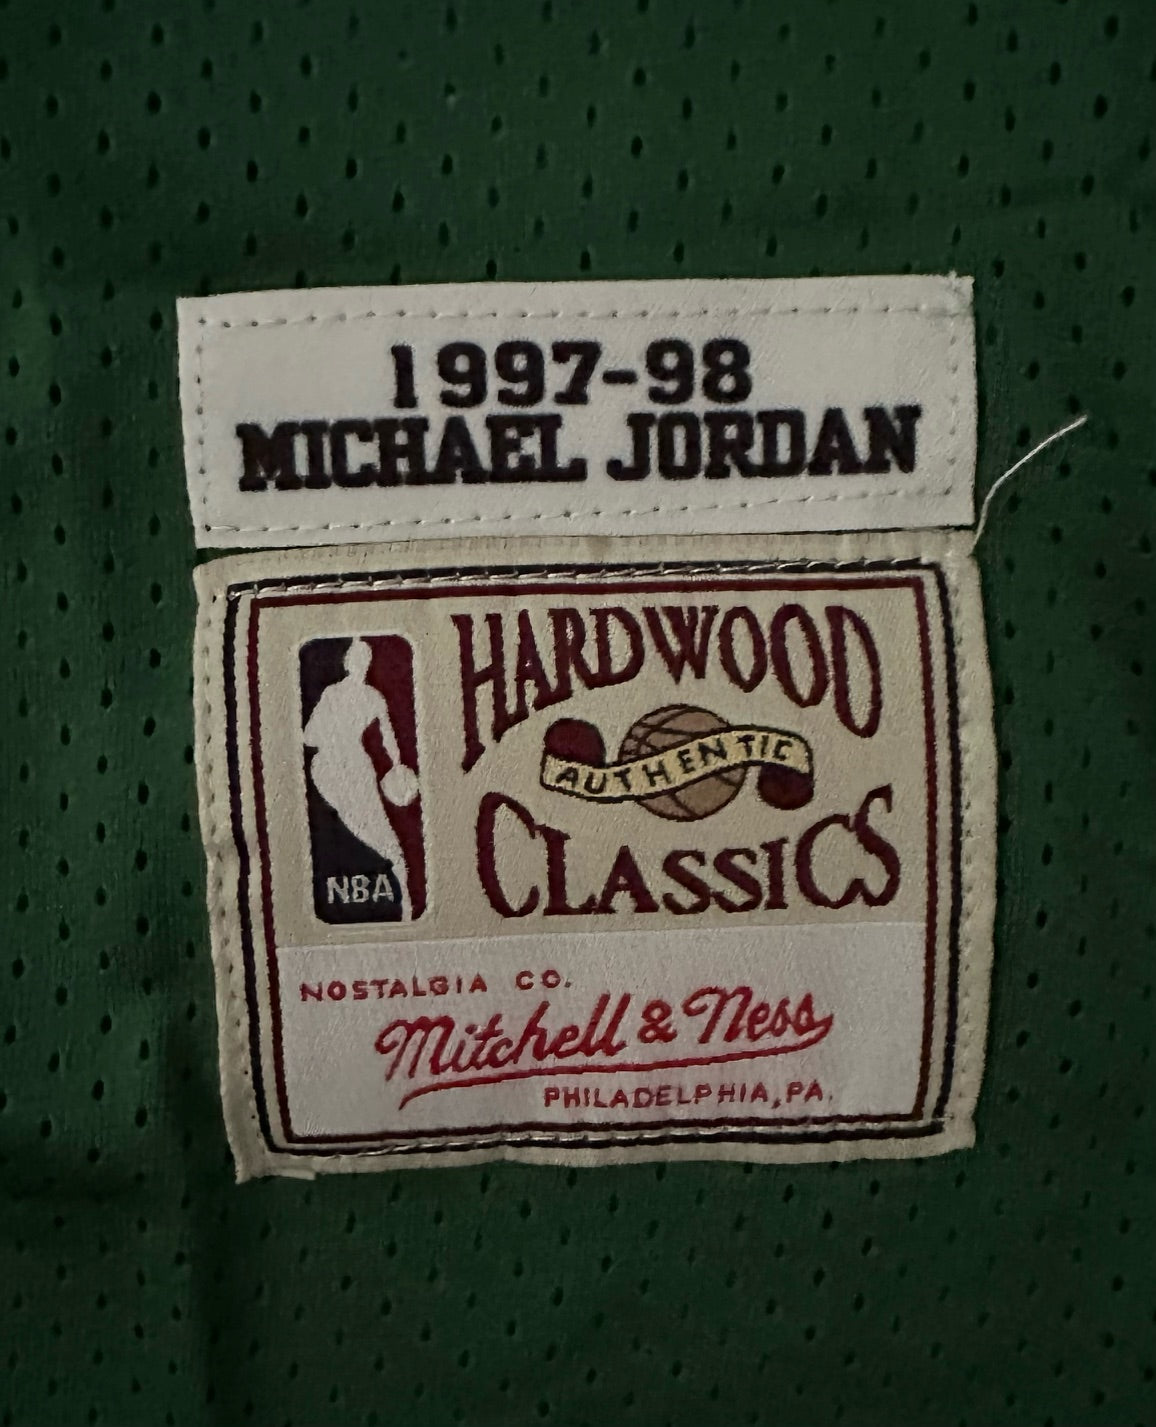 1997-98
MICHAEL JORDAN
HARDWOOD
AUTHENTIC
CLASSICS
NBA
NOSTALGIA CO.
Mitchell & Ness
PHILADELPHIA, PA.